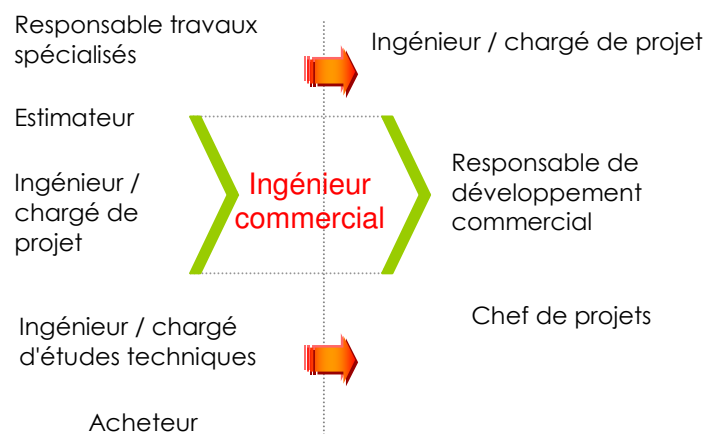 Responsable travaux
spécialisés
Ingénieur / chargé de projet
Estimateur
Ingénieur /
chargé de
projet
Ingénieur
commercial
Responsable de
développement
commercial
Ingénieur / chargé
d'études techniques
Chef de projets
Acheteur